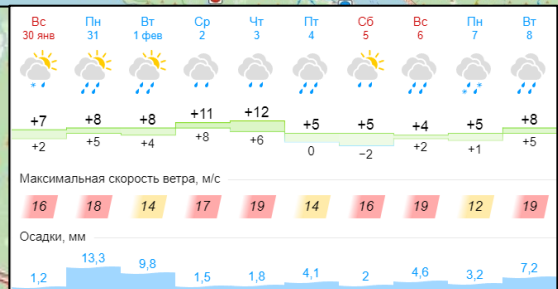 Вс Пн Вт Ср Чт Пт Сб Вс Пн Вт
30 янв 31 1 фев 2 3 4 5 6 7 8
+7 +8 +8 +11 +12 +5 +5 +4 +5 +8
+2 +5 +4 +8 +6 0 −2 +2 +1 +5
Максимальная скорость ветра, м/с
16 18 14 17 19 14 16 19 12 19
Осадки, мм
1,2 13,3 9,8 1,5 1,8 4,1 2 4,6 3,2 7,2